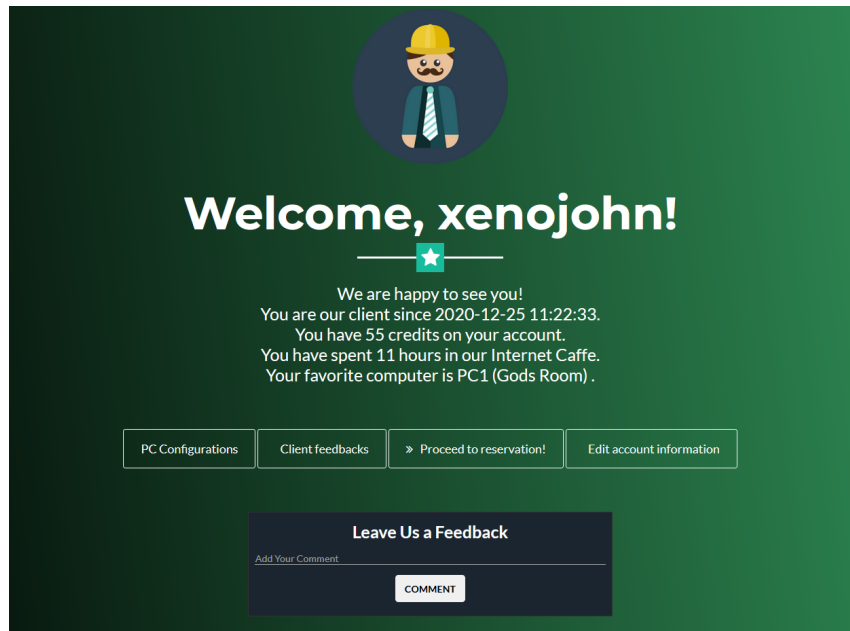 Welcome, xenojohn!
We are happy to see you!
You are our client since 2020-12-25 11:22:33.
You have 55 credits on your account.
You have spent 11 hours in our Internet Caffe.
Your favorite computer is PC1 (Gods Room) .
PC Configurations
Client feedbacks
» Proceed to reservation!
Edit account information
Leave Us a Feedback
Add Your Comment
COMMENT